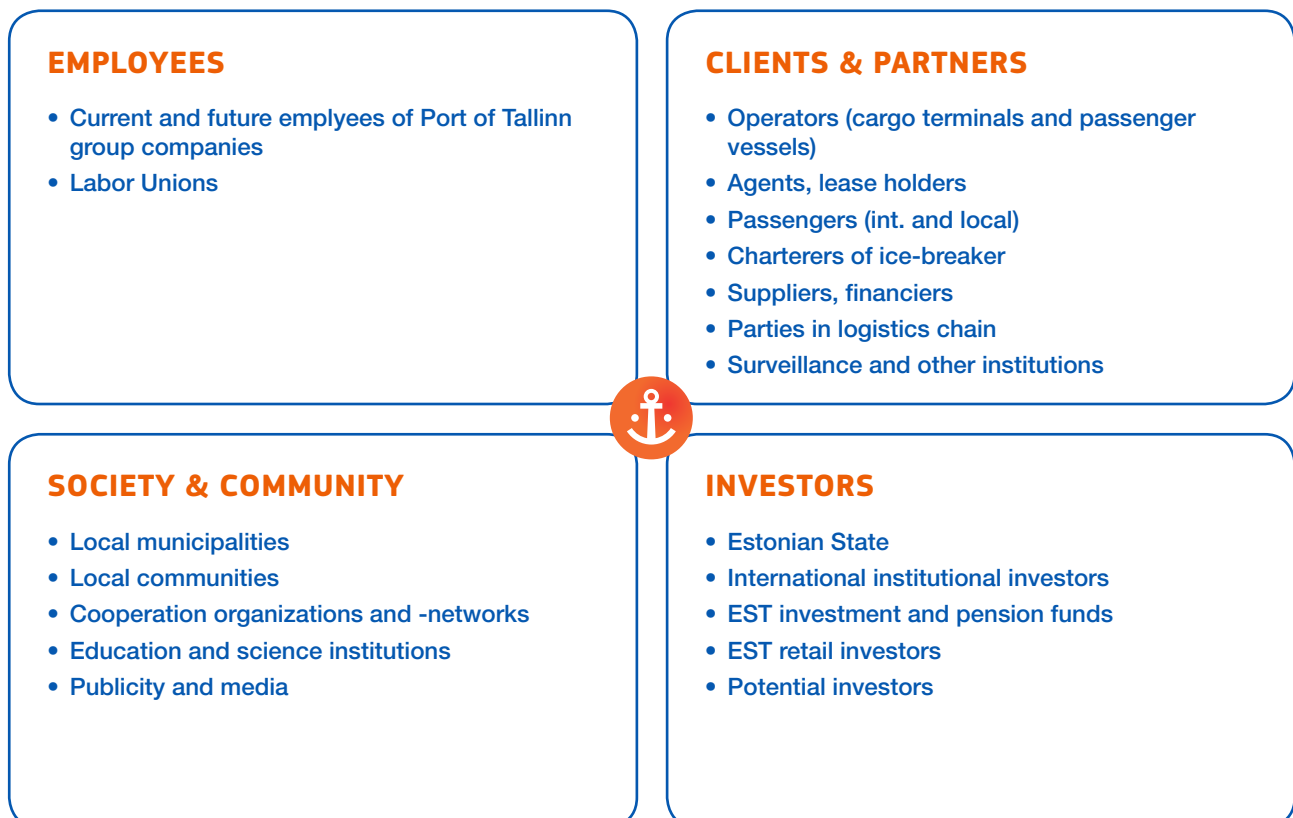 EMPLOYEES
• Current and future emplyees of Port of Tallinn
group companies
• Labor Unions
CLIENTS & PARTNERS
• Operators (cargo terminals and passenger
vessels)
• Agents, lease holders
• Passengers (int. and local)
• Charterers of ice-breaker
• Suppliers, financiers
• Parties in logistics chain
• Surveillance and other institutions
SOCIETY & COMMUNITY
• Local municipalities
• Local communities
• Cooperation organizations and -networks
• Education and science institutions
• Publicity and media
INVESTORS
• Estonian State
• International institutional investors
• EST investment and pension funds
• EST retail investors
• Potential investors